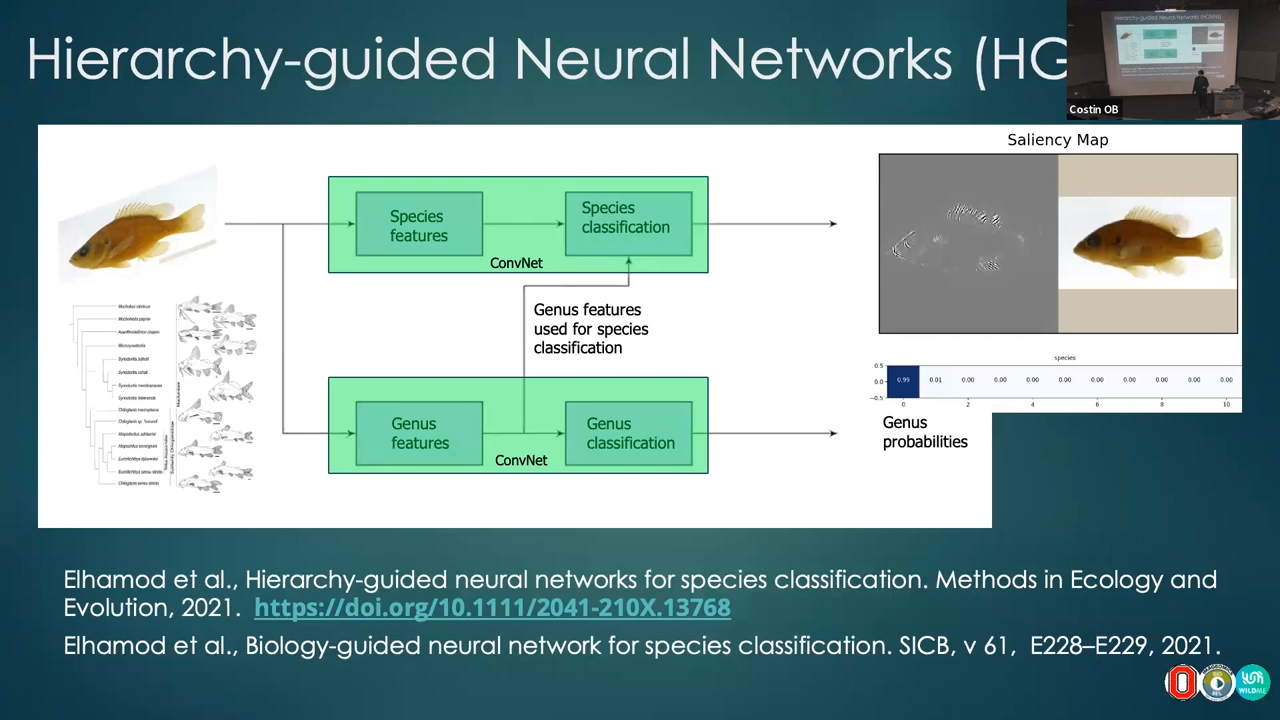 Hierarchy-guided Neural Networks (HG
Costin OB
Saliency Map
Species
features
Species
classification
ConvNet
Genus features
used for species
classification
Genus
features
Genus
classification
ConvNet
species
0.5
0.0
−0.5
0.99 0.01 0.00 0.00 0.00 0.00 0.00 0.00 0.00 0.00 0.00
0 2 4 6 8 10
Genus
probabilities
Elhamod et al., Hierarchy-guided neural networks for species classification. Methods in Ecology and
Evolution, 2021. https://doi.org/10.1111/2041-210X.13768
Elhamod et al., Biology-guided neural network for species classification. SICB, v 61, E228–E229, 2021.
WILDME